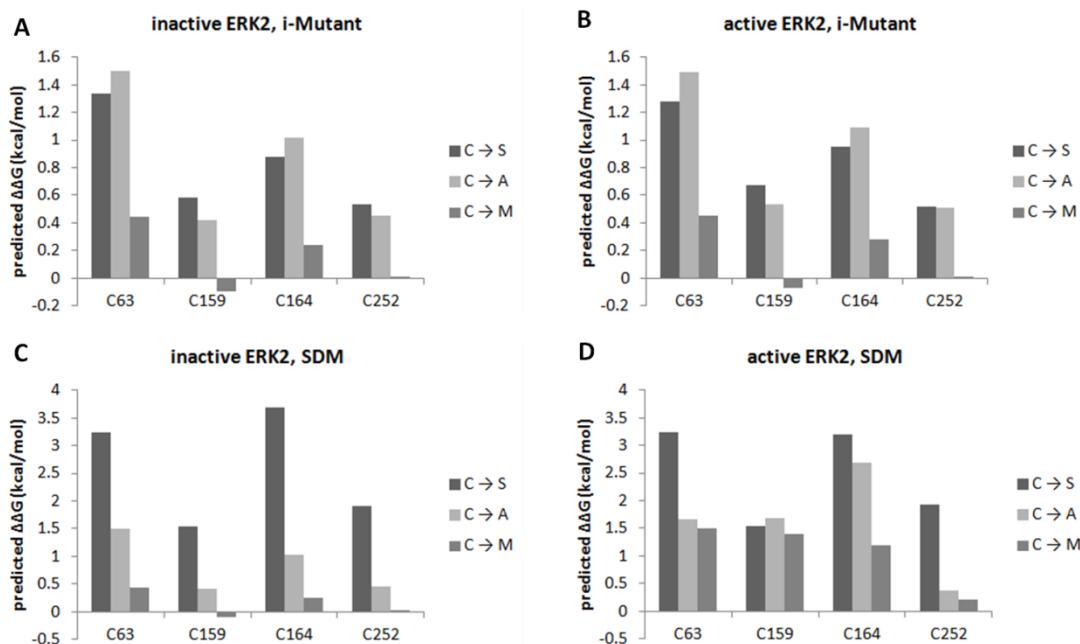 A
inactive ERK2, i-Mutant
predicted ΔΔG (kcal/mol)
1.6
1.4
1.2
1
0.8
0.6
0.4
0.2
0
-0.2
C63 C159 C164 C252
C → S
C → A
C → M
B
active ERK2, i-Mutant
predicted ΔΔG (kcal/mol)
1.6
1.4
1.2
1
0.8
0.6
0.4
0.2
0
-0.2
C63 C159 C164 C252
C → S
C → A
C → M
C
inactive ERK2, SDM
predicted ΔΔG (kcal/mol)
4
3.5
3
2.5
2
1.5
1
0.5
0
-0.5
C63 C159 C164 C252
C → S
C → A
C → M
D
active ERK2, SDM
predicted ΔΔG (kcal/mol)
4
3.5
3
2.5
2
1.5
1
0.5
0
-0.5
C63 C159 C164 C252
C → S
C → A
C → M